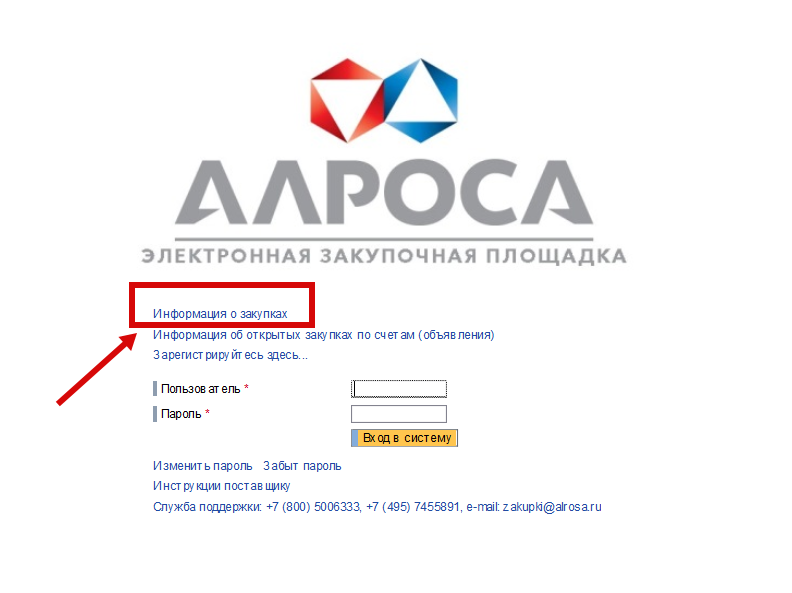 АЛРОСА
ЭЛЕКТРОННАЯ ЗАКУПОЧНАЯ ПЛОЩАДКА
Информация о закупках
Информация об открытых закупках по счетам (объявления)
Зарегистрируйтесь здесь...
Пользователь *
Пароль *
Вход в систему
Изменить пароль Забыт пароль
Инструкции поставщику
Служба поддержки: +7 (800) 5006333, +7 (495) 7455891, e-mail: zakupki@alrosa.ru